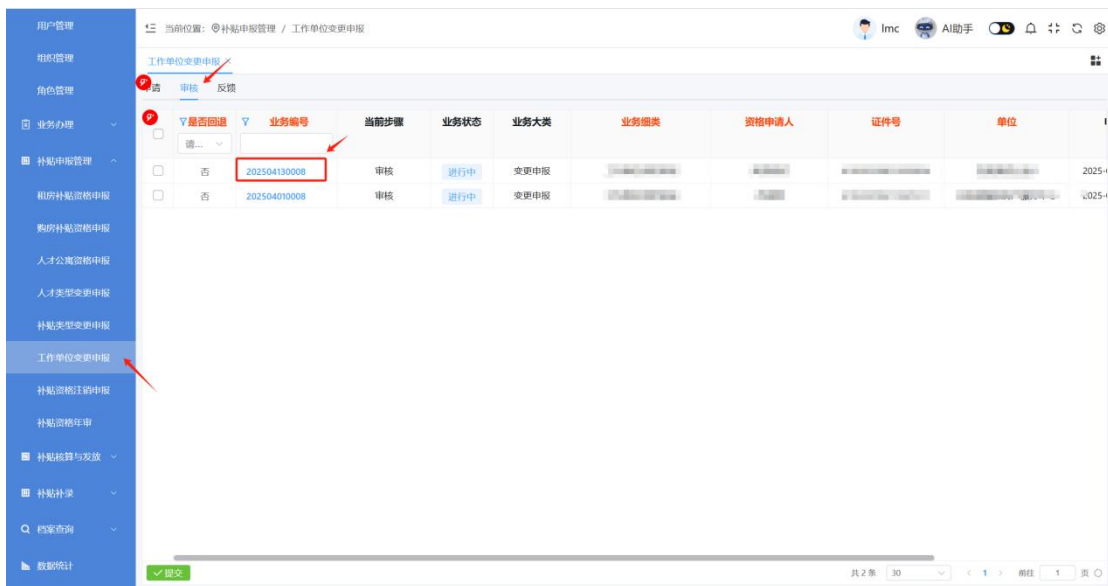 用户管理
组织管理
角色管理
业务办理
补贴申报管理
租房补贴资格申报
购房补贴资格申报
人才公寓资格申报
人才类型变更申报
补贴类型变更申报
工作单位变更申报
补贴资格注销申报
补贴资格年审
补贴核算与发放
补贴补录
档案查询
数据统计
当前位置：补贴申报管理 / 工作单位变更申报
lmc AI助手
工作单位变更申报 ×
请 审核 反馈
是否回退 业务编号 当前步骤 业务状态 业务大类 业务细类 资格申请人 证件号 单位
请...
否 202504130008 审核 进行中 变更申报 2025-
否 202504010008 审核 进行中 变更申报 2025-
提交 共 2 条 30 1 前往 1 页